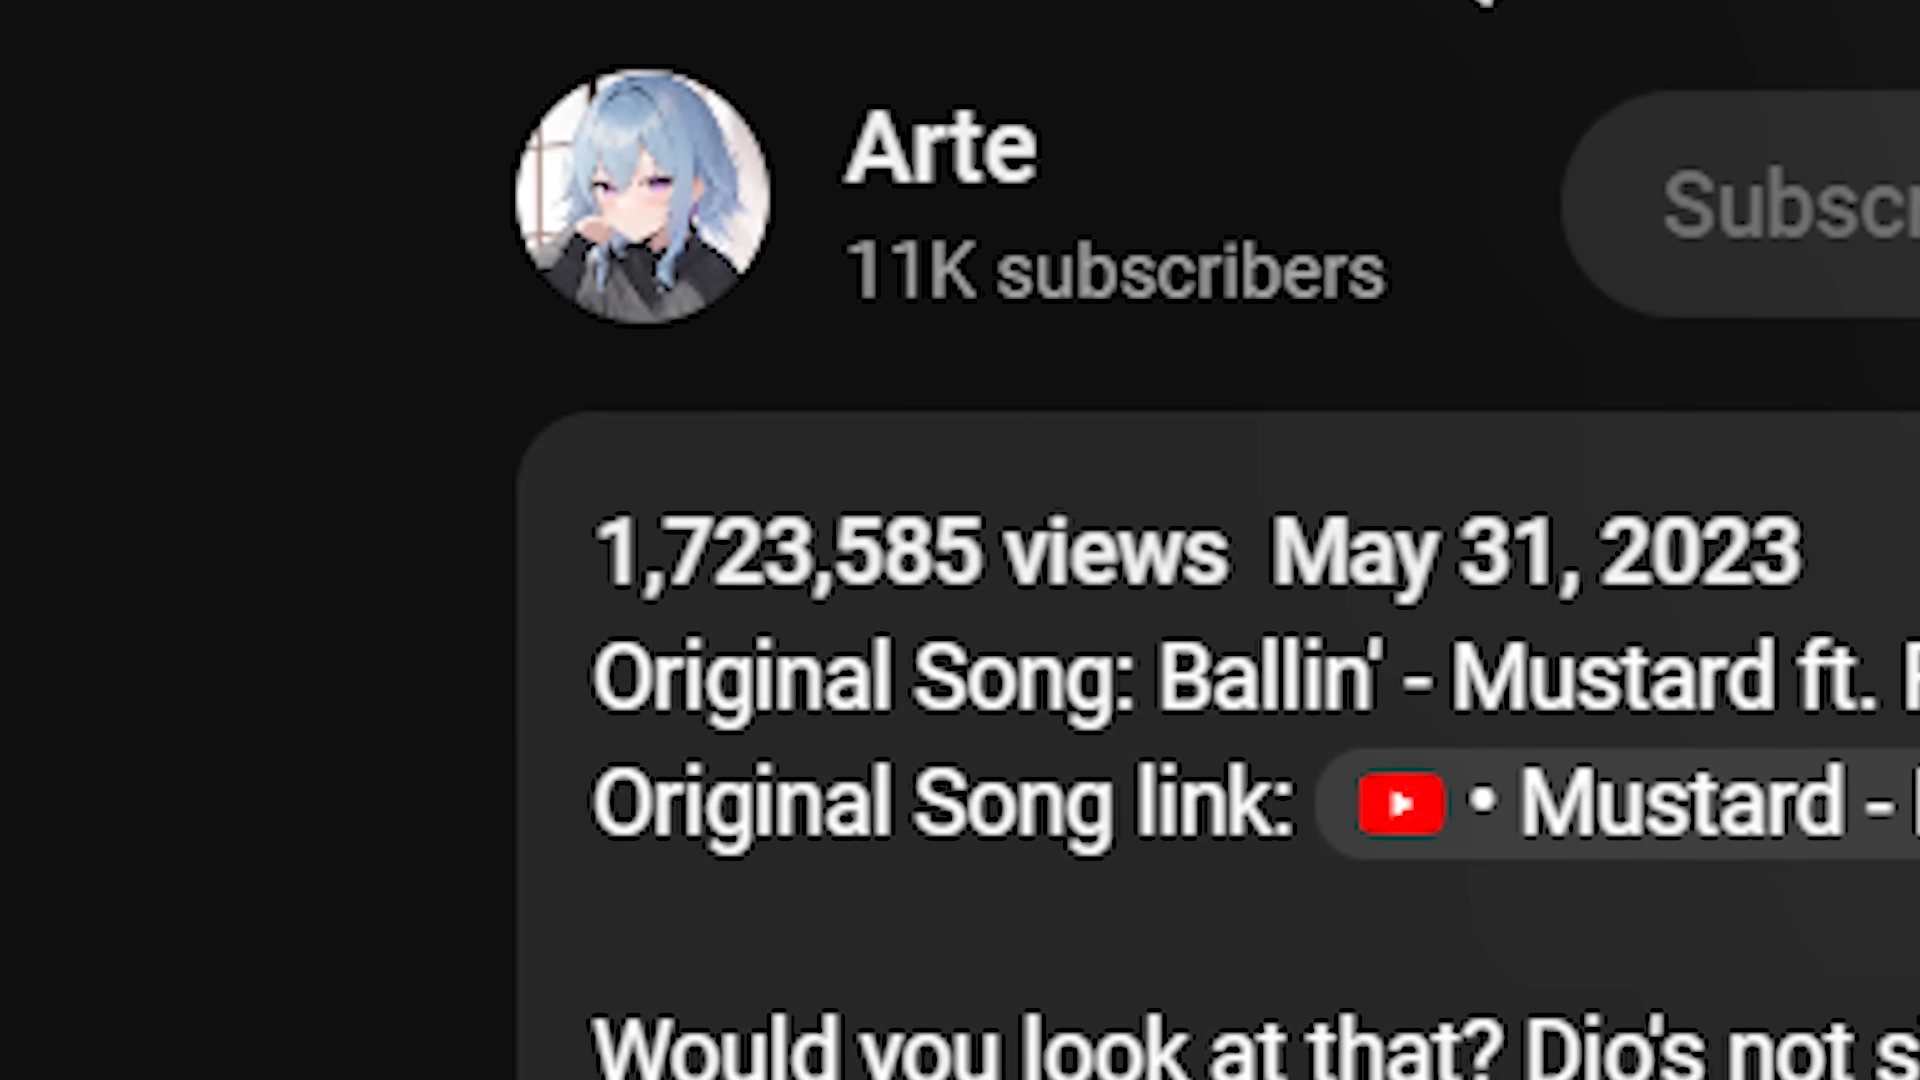 Arte
11K subscribers
Subscr
1,723,585 views  May 31, 2023
Original Song: Ballin' - Mustard ft.
Original Song link: • Mustard -
Would you look at that? Dio's not s